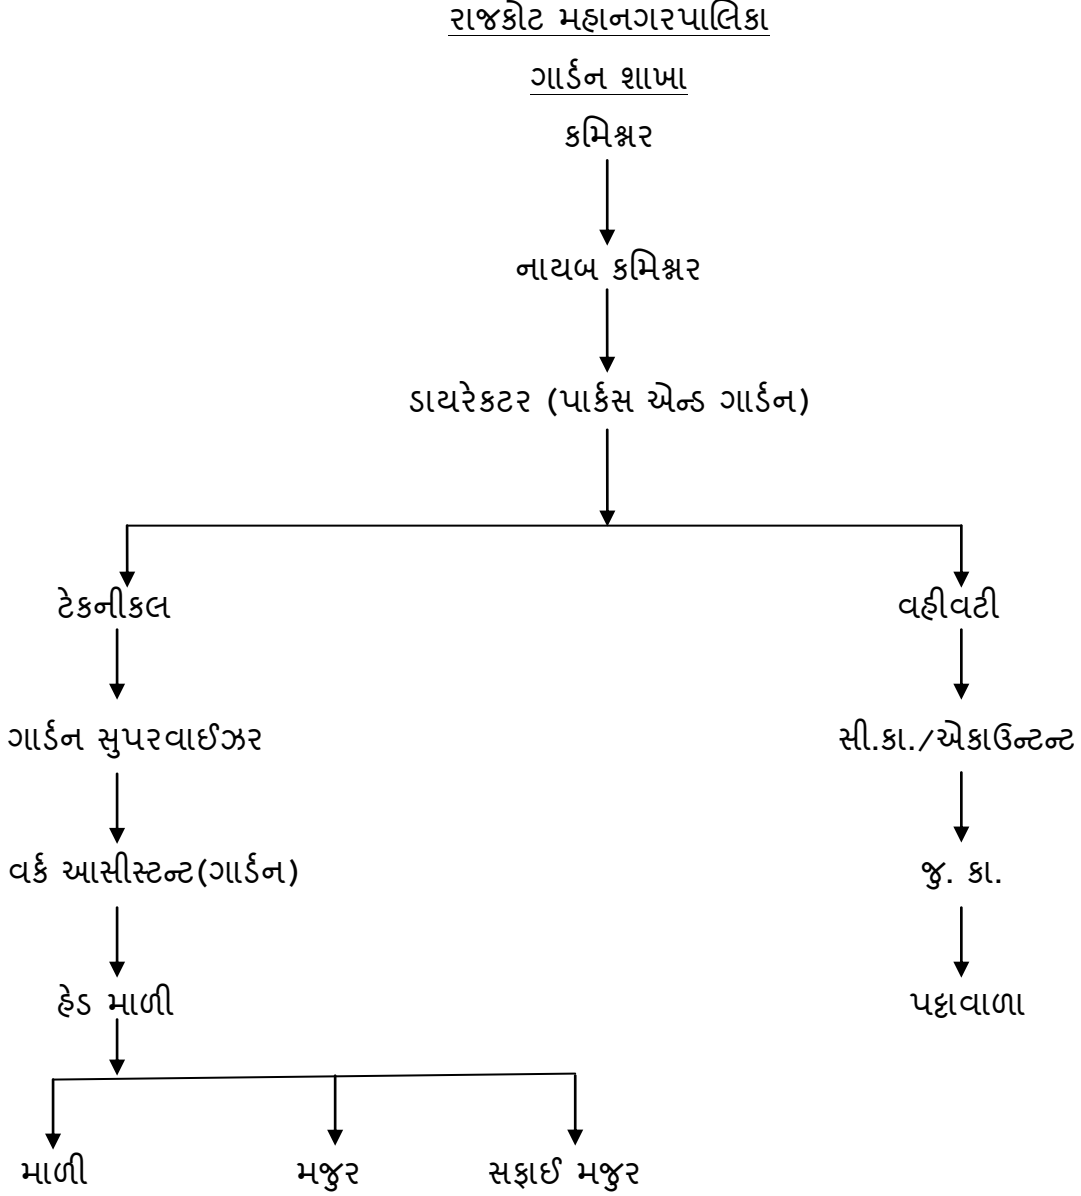 રાજકોટ મહાનગરપાલિકા
ગાર્ડન શાખા
કમિશ્નર
નાયબ કમિશ્નર
ડાયરેકટર (પાર્કસ એન્ડ ગાર્ડન)
ટેકનીકલ વહીવટી
ગાર્ડન સુપરવાઈઝર સી.કા./એકાઉન્ટન્ટ
વર્ક આસીસ્ટન્ટ(ગાર્ડન) જુ. કા.
હેડ માળી પટ્ટાવાળા
માળી મજુર સફાઈ મજુર